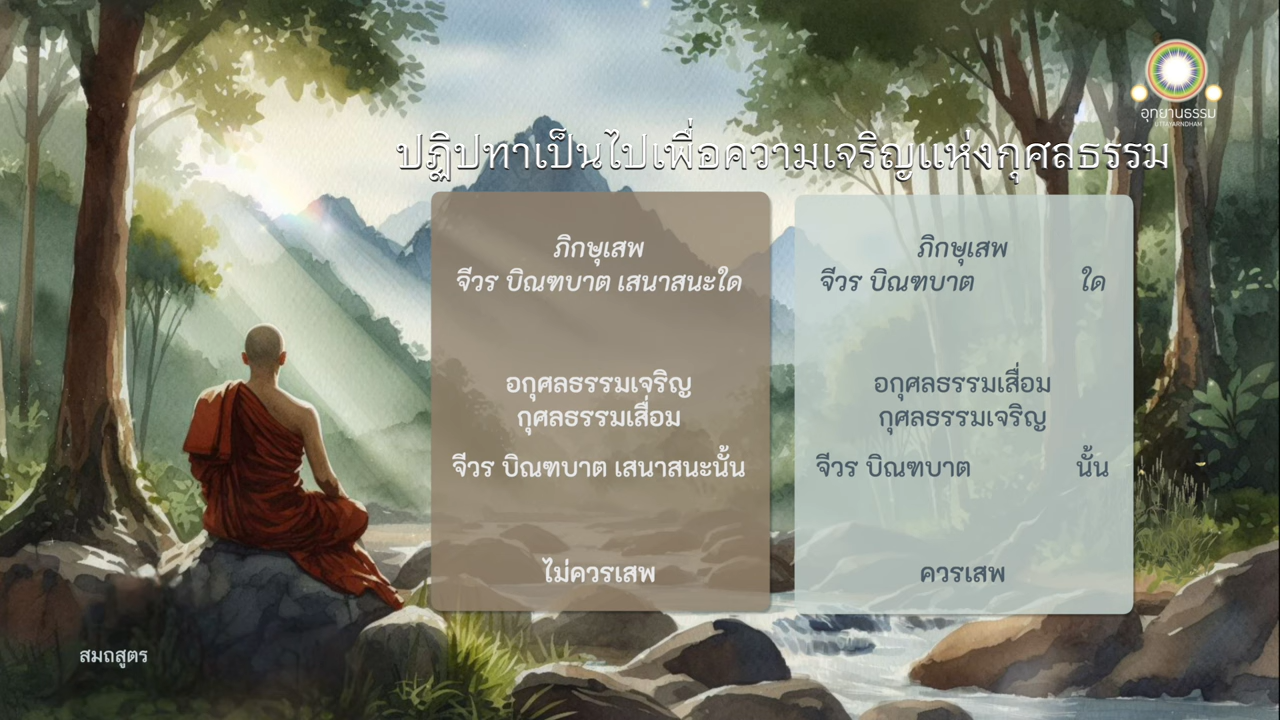 อุทยานธรรม
UTTAYARNDHAM
ปฏิปทาเป็นไปเพื่อความเจริญแห่งกุศลธรรม
ภิกษุเสพ
จีวร บิณฑบาต เสนาสนะใด
อกุศลธรรมเจริญ
กุศลธรรมเสื่อม
จีวร บิณฑบาต เสนาสนะนั้น
ไม่ควรเสพ
ภิกษุเสพ
จีวร บิณฑบาต ใด
อกุศลธรรมเสื่อม
กุศลธรรมเจริญ
จีวร บิณฑบาต นั้น
ควรเสพ
สมถสูตร